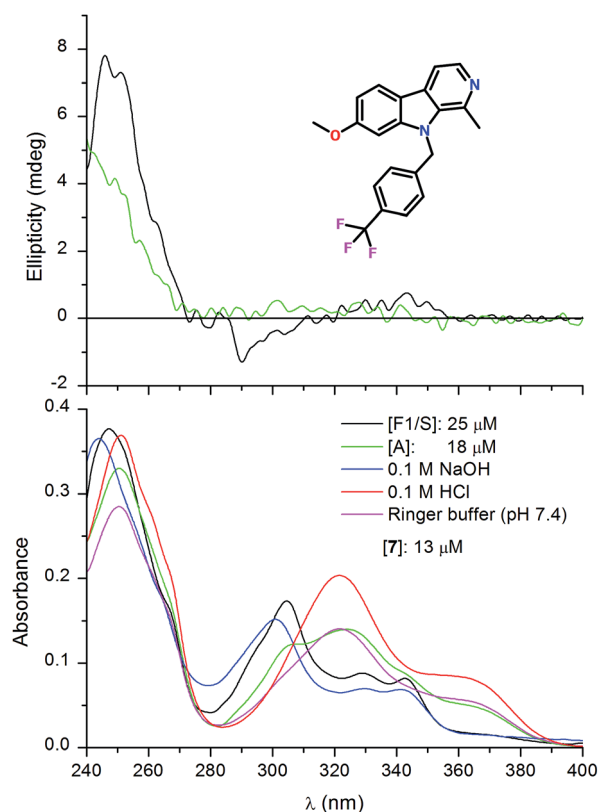 8
6
4
2
0
-2
Ellipticity (mdeg)
N
N
O
F
F
F
0.4
0.3
0.2
0.1
0.0
Absorbance
[F1/S]: 25 μM
[A]: 18 μM
0.1 M NaOH
0.1 M HCl
Ringer buffer (pH 7.4)
[7]: 13 μM
240 260 280 300 320 340 360 380 400
λ (nm)